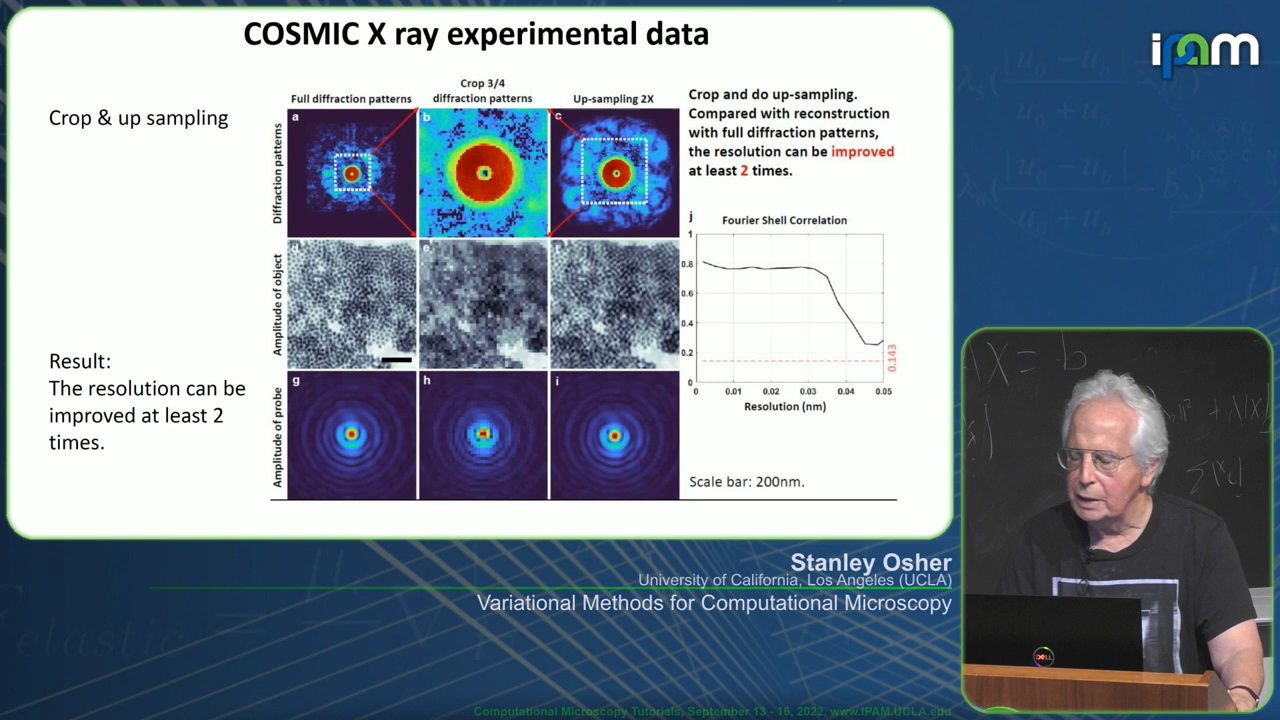 COSMIC X ray experimental data
ipam
Crop & up sampling
Result:
The resolution can be
improved at least 2
times.
Full diffraction patterns
Crop 3/4
diffraction patterns
Up-sampling 2X
Diffraction patterns
a
b
c
Amplitude of object
d
e
f
Amplitude of probe
g
h
i
Crop and do up-sampling.
Compared with reconstruction
with full diffraction patterns,
the resolution can be improved
at least 2 times.
j
Fourier Shell Correlation
1
0.8
0.6
0.4
0.2
0
0.143
0
0.01
0.02
0.03
0.04
0.05
Resolution (nm)
Scale bar: 200nm.
X = b
DELL
Stanley Osher
University of California, Los Angeles (UCLA)
Variational Methods for Computational Microscopy
elastic
Computational Microscopy Tutorials, September 13 - 16, 2022, www.IPAM.UCLA.edu